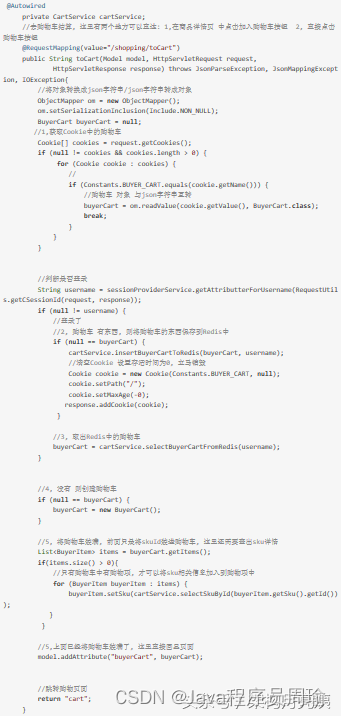 @Autowired
private CartService cartService;
//去购物车结算, 这里有两个地方可以直达: 1,在商品详情页 中点击加入购物车按钮 2, 直接点击购物车按钮
@RequestMapping(value="/shopping/toCart")
public String toCart(Model model, HttpServletRequest request,
HttpServletResponse response) throws JsonParseException, JsonMappingException, IOException{
//将对象转换成json字符串/json字符串转成对象
ObjectMapper om = new ObjectMapper();
om.setSerializationInclusion(Include.NON_NULL);
BuyerCart buyerCart = null;
//1,获取Cookie中的购物车
Cookie[] cookies = request.getCookies();
if (null != cookies && cookies.length > 0) {
for (Cookie cookie : cookies) {
//
if (Constants.BUYER_CART.equals(cookie.getName())) {
//购物车 对象 与json字符串互转
buyerCart = om.readValue(cookie.getValue(), BuyerCart.class);
break;
}
}
}
//判断是否登录
String username = sessionProviderService.getAttributterForUsername(RequestUtils.getCSessionId(request, response));
if (null != username) {
//登录了
//2, 购物车 有东西, 则将购物车的东西保存到Redis中
if (null == buyerCart) {
cartService.insertBuyerCartToRedis(buyerCart, username);
//清空Cookie 设置存活时间为0, 立马销毁
Cookie cookie = new Cookie(Constants.BUYER_CART, null);
cookie.setPath("/");
cookie.setMaxAge(-0);
response.addCookie(cookie);
}
//3, 取出Redis中的购物车
buyerCart = cartService.selectBuyerCartFromRedis(username);
}
//4, 没有 则创建购物车
if (null == buyerCart) {
buyerCart = new BuyerCart();
}
//5, 将购物车装满, 前面只是将skuId装进购物车, 这里还需要查出sku详情
List<BuyerItem> items = buyerCart.getItems();
if(items.size() > 0){
//只有购物车中有购物项, 才可以将sku相关信息加入到购物项中
for (BuyerItem buyerItem : items) {
buyerItem.setSku(cartService.selectSkuById(buyerItem.getSku().getId()));
}
}
//5,上面已经将购物车装满了, 这里直接回显页面
model.addAttribute("buyerCart", buyerCart);
//跳转购物页面
return "cart";
}
CSDN @Java程序员周瑜